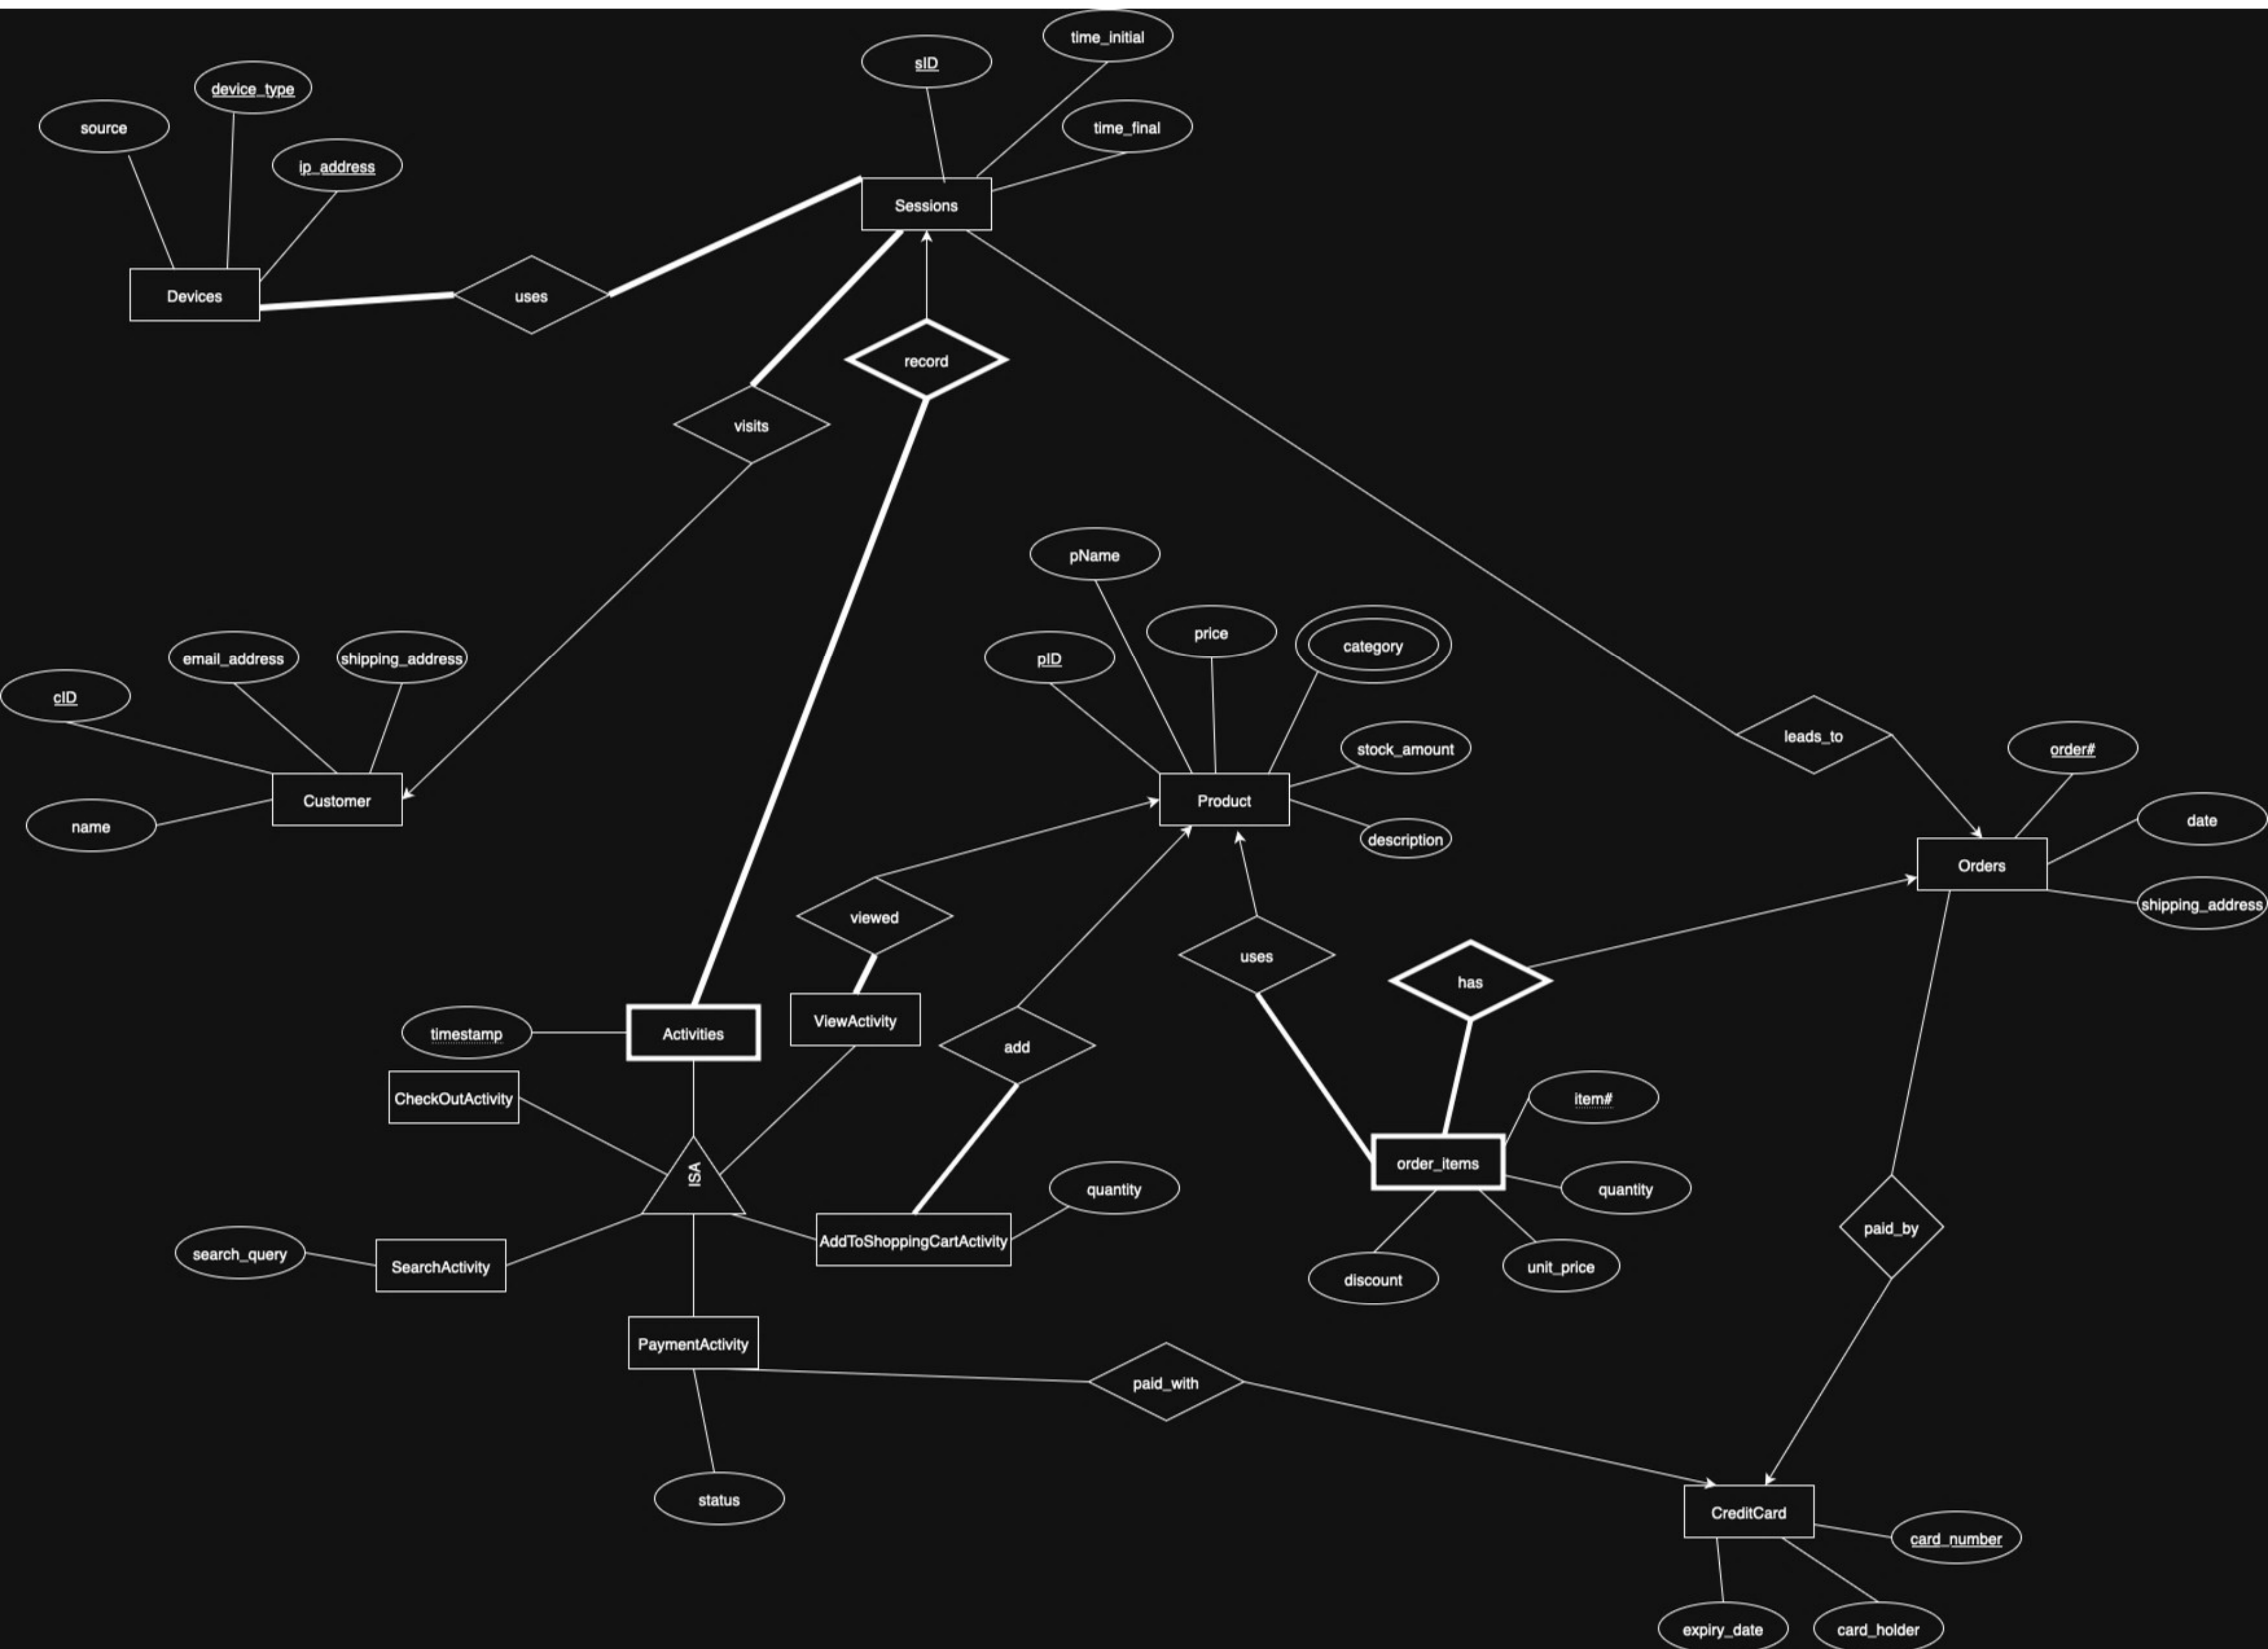 time_initial
sID
device_type
source
time_final
ip_address
Sessions
Devices
uses
record
visits
pName
price
category
email_address
shipping_address
pID
cID
stock_amount
leads_to
order#
Customer
Product
name
date
description
Orders
shipping_address
viewed
uses
has
ViewActivity
timestamp
Activities
add
CheckOutActivity
item#
order_items
ISA
quantity
quantity
paid_by
AddToShoppingCartActivity
search_query
SearchActivity
unit_price
discount
PaymentActivity
paid_with
status
CreditCard
card_number
expiry_date
card_holder